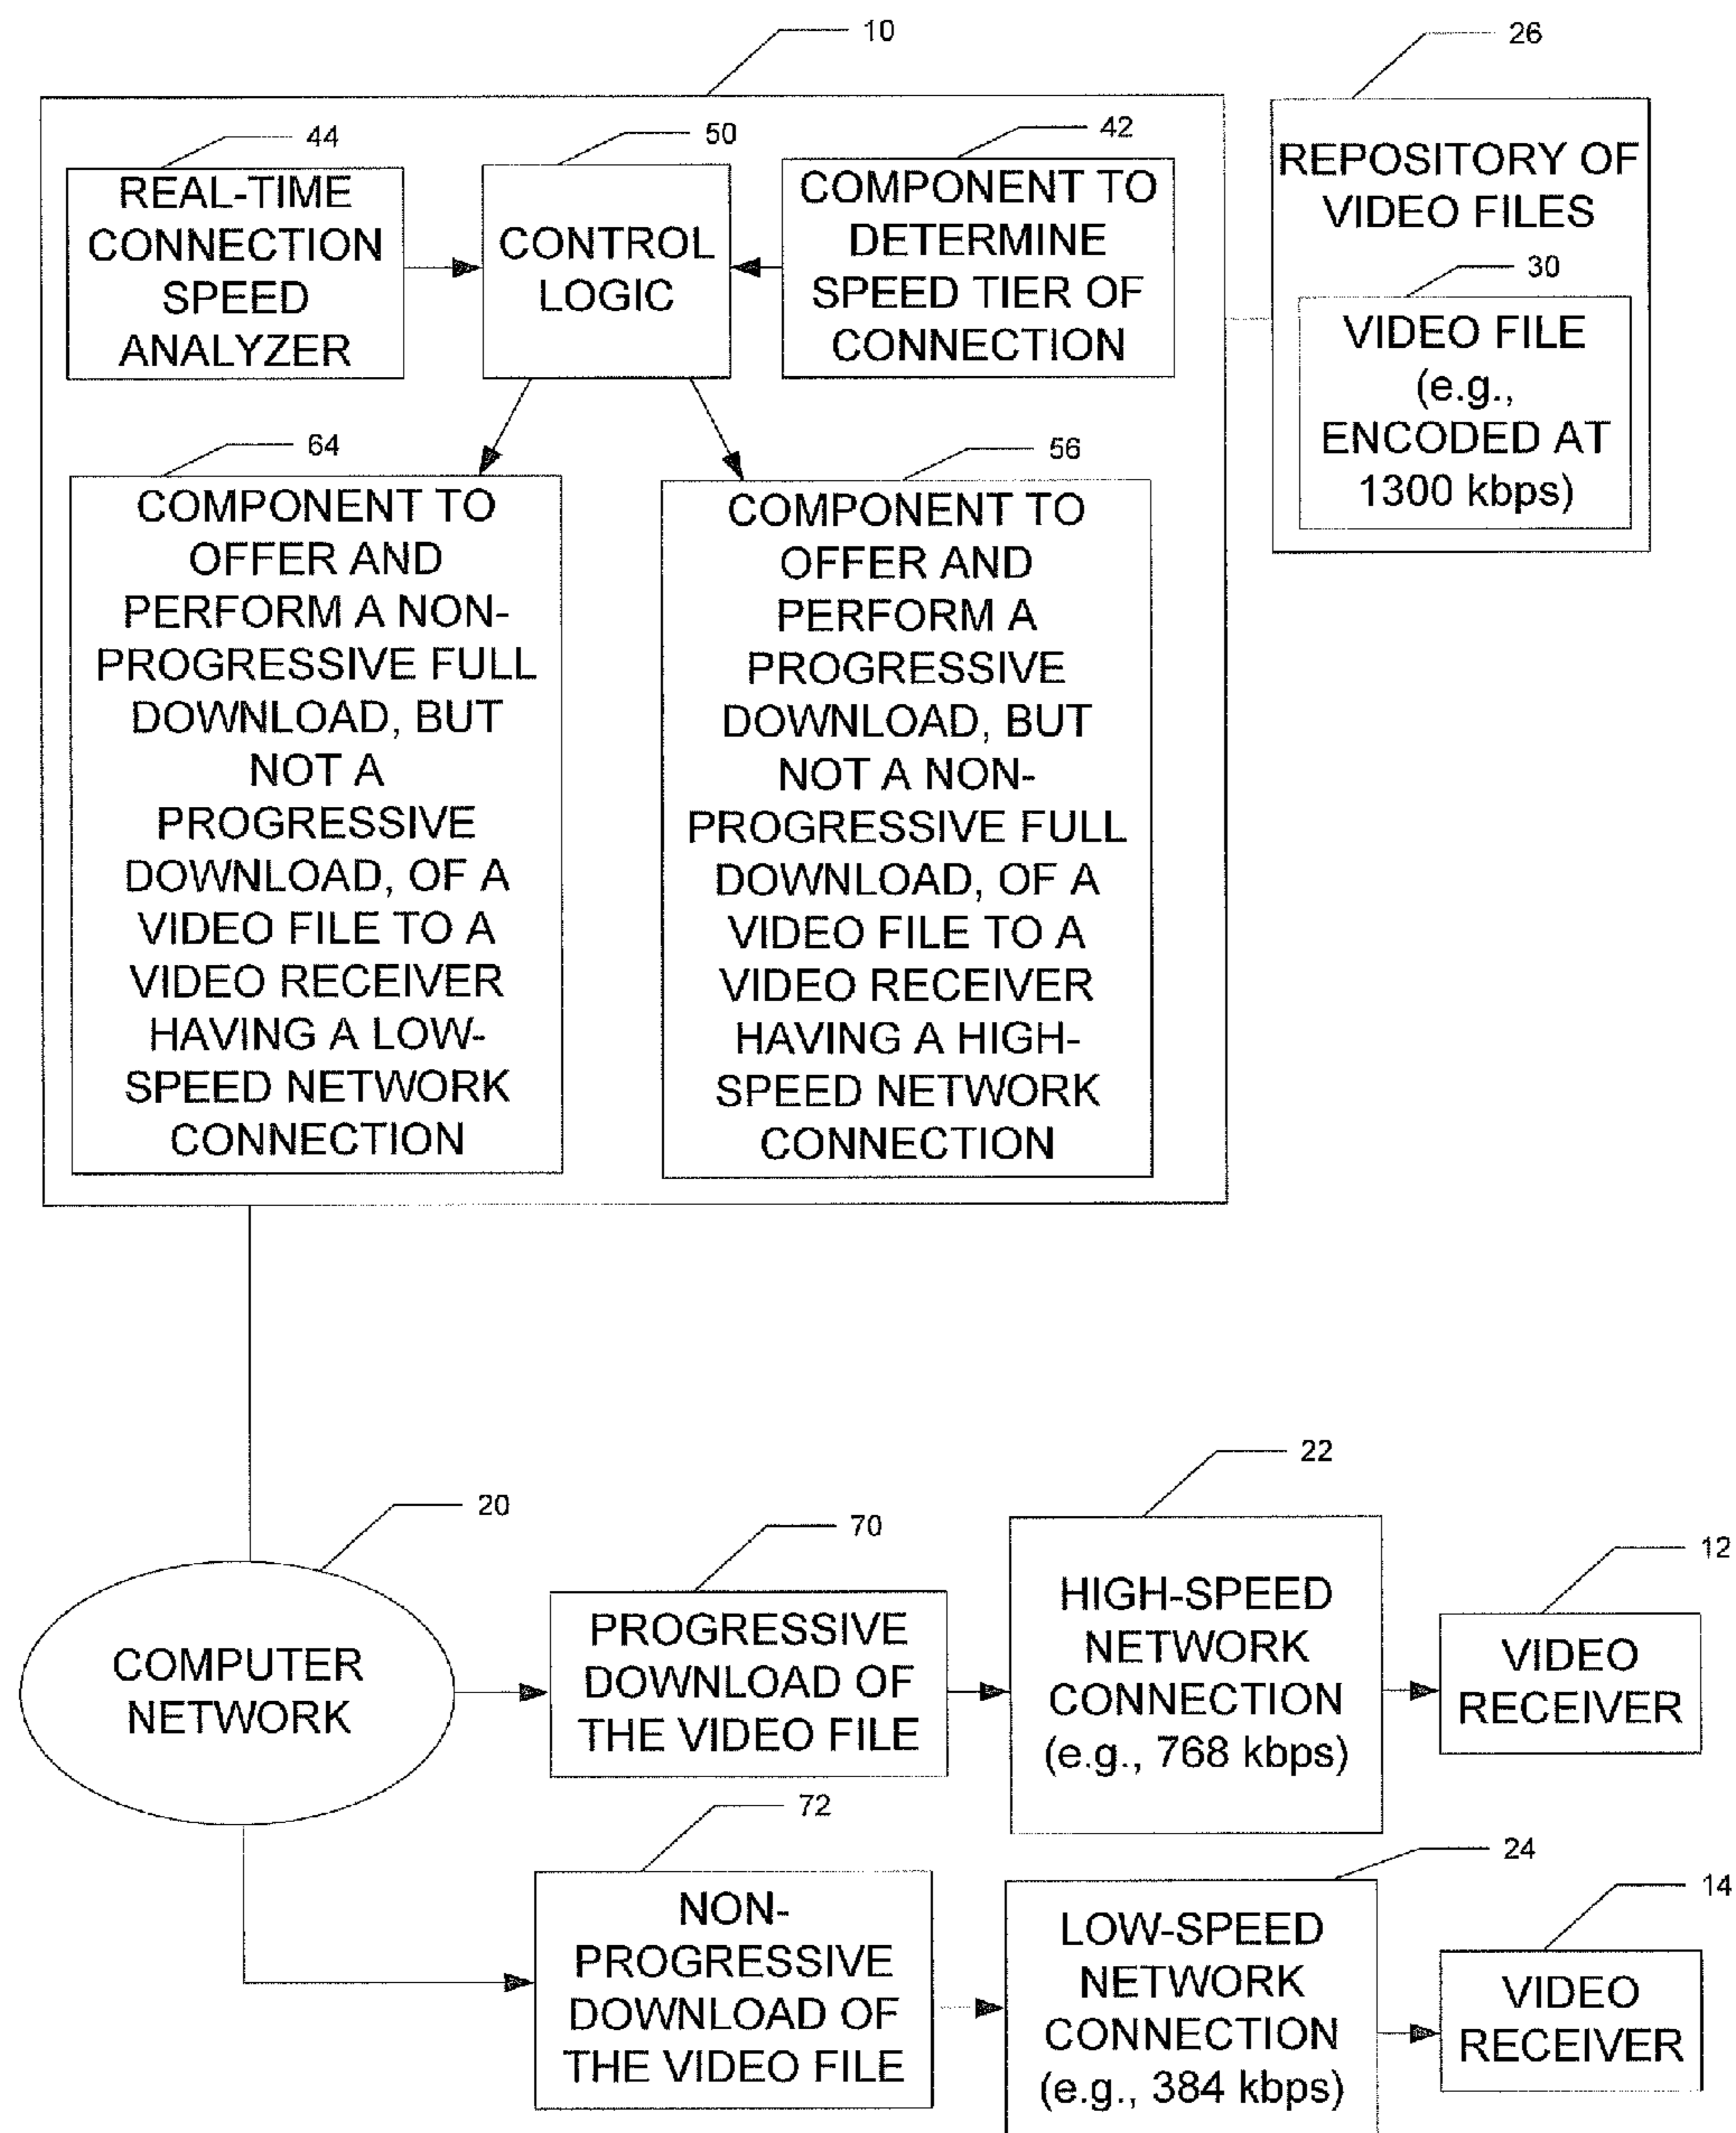 10
26
44
50
42
REAL-TIME
CONNECTION
SPEED
ANALYZER
CONTROL
LOGIC
COMPONENT TO
DETERMINE
SPEED TIER OF
CONNECTION
REPOSITORY OF
VIDEO FILES
30
VIDEO FILE
(e.g.,
ENCODED AT
1300 kbps)
64
COMPONENT TO
OFFER AND
PERFORM A NON-
PROGRESSIVE FULL
DOWNLOAD, BUT
NOT A
PROGRESSIVE
DOWNLOAD, OF A
VIDEO FILE TO A
VIDEO RECEIVER
HAVING A LOW-
SPEED NETWORK
CONNECTION
56
COMPONENT TO
OFFER AND
PERFORM A
PROGRESSIVE
DOWNLOAD, BUT
NOT A NON-
PROGRESSIVE FULL
DOWNLOAD, OF A
VIDEO FILE TO A
VIDEO RECEIVER
HAVING A HIGH-
SPEED NETWORK
CONNECTION
20
COMPUTER
NETWORK
70
PROGRESSIVE
DOWNLOAD OF
THE VIDEO FILE
22
HIGH-SPEED
NETWORK
CONNECTION
(e.g., 768 kbps)
12
VIDEO
RECEIVER
72
NON-
PROGRESSIVE
DOWNLOAD OF
THE VIDEO FILE
24
LOW-SPEED
NETWORK
CONNECTION
(e.g., 384 kbps)
14
VIDEO
RECEIVER